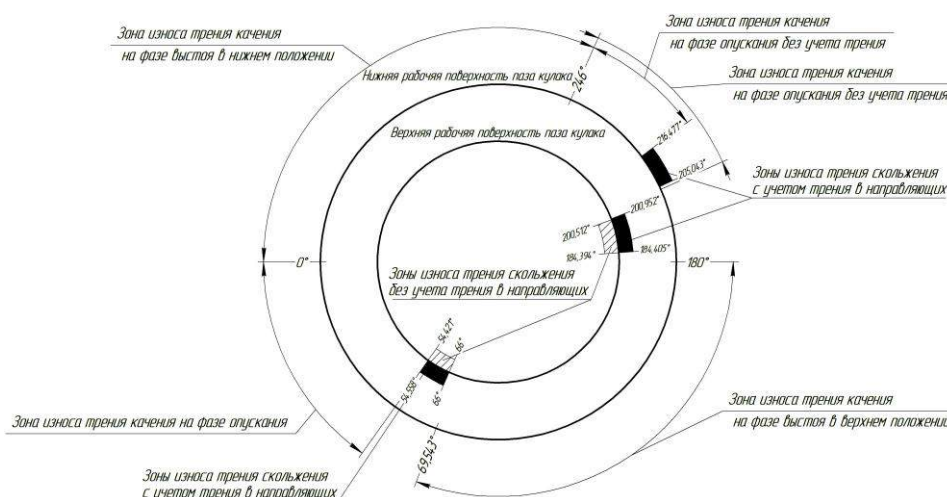 Зона износа трения качения
на фазе выстоя в нижнем положении
Зона износа трения качения
на фазе опускания без учета трения
Зона износа трения качения
на фазе опускания без учета трения
Нижняя рабочая поверхность паза кулака
246°
Верхняя рабочая поверхность паза кулака
216,477°
205,043°
Зоны износа трения скольжения
с учетом трения в направляющих
200,952°
200,512°
184,394°
184,405°
0°
180°
Зоны износа трения скольжения
без учета трения в направляющих
54,421°
66°
54,558°
66°
69,543°
Зона износа трения качения на фазе опускания
Зона износа трения качения
на фазе выстоя в верхнем положении
Зоны износа трения скольжения
с учетом трения в направляющих